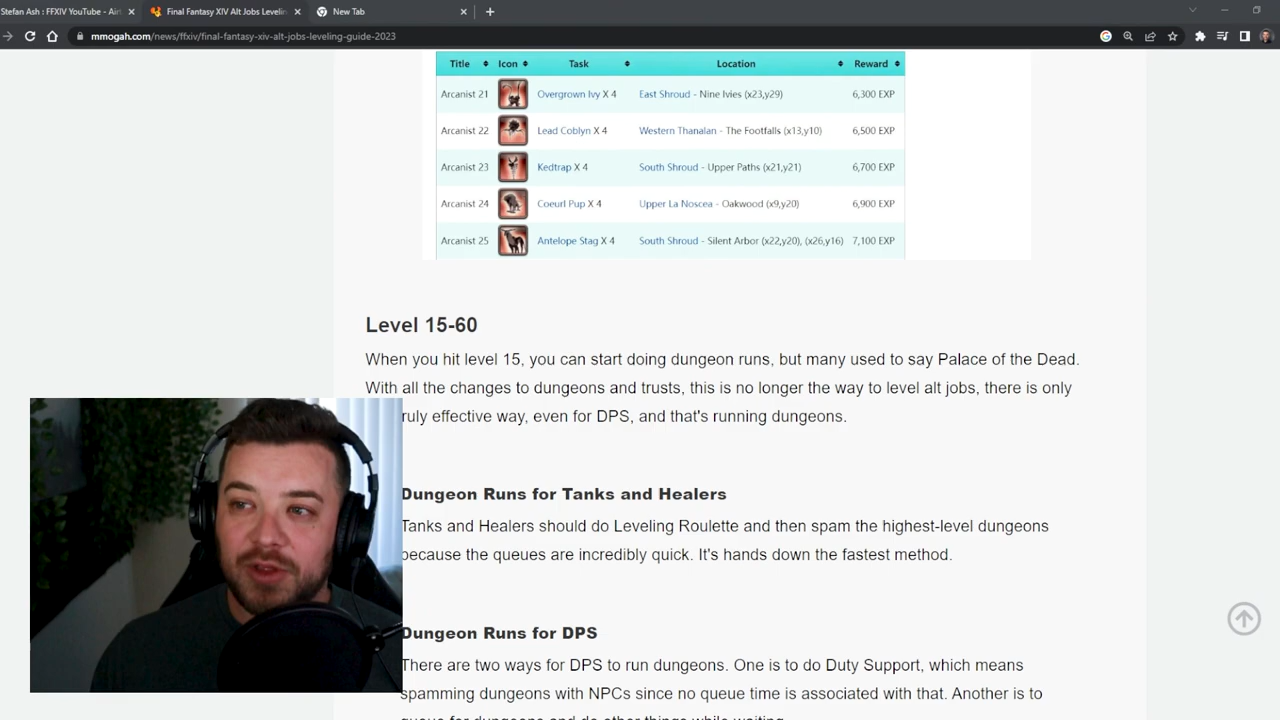 Stefan Ash : FFXIV YouTube - Air
Final Fantasy XIV Alt Jobs Levelin
New Tab
mmogah.com/news/ffxiv/final-fantasy-xiv-alt-jobs-leveling-guide-2023
Title Icon Task Location Reward
Arcanist 21 Overgrown Ivy X 4 East Shroud - Nine Ivies (x23,y29) 6,300 EXP
Arcanist 22 Lead Coblyn X 4 Western Thanalan - The Footfalls (x13,y10) 6,500 EXP
Arcanist 23 Kedtrap X 4 South Shroud - Upper Paths (x21,y21) 6,700 EXP
Arcanist 24 Coeurl Pup X 4 Upper La Noscea - Oakwood (x9,y20) 6,900 EXP
Arcanist 25 Antelope Stag X 4 South Shroud - Silent Arbor (x22,y20), (x26,y16) 7,100 EXP
Level 15-60
When you hit level 15, you can start doing dungeon runs, but many used to say Palace of the Dead.
With all the changes to dungeons and trusts, this is no longer the way to level alt jobs, there is only
ruly effective way, even for DPS, and that's running dungeons.
Dungeon Runs for Tanks and Healers
Tanks and Healers should do Leveling Roulette and then spam the highest-level dungeons
because the queues are incredibly quick. It's hands down the fastest method.
Dungeon Runs for DPS
There are two ways for DPS to run dungeons. One is to do Duty Support, which means
spamming dungeons with NPCs since no queue time is associated with that. Another is to
queue for dungeons and do other things while waiting.